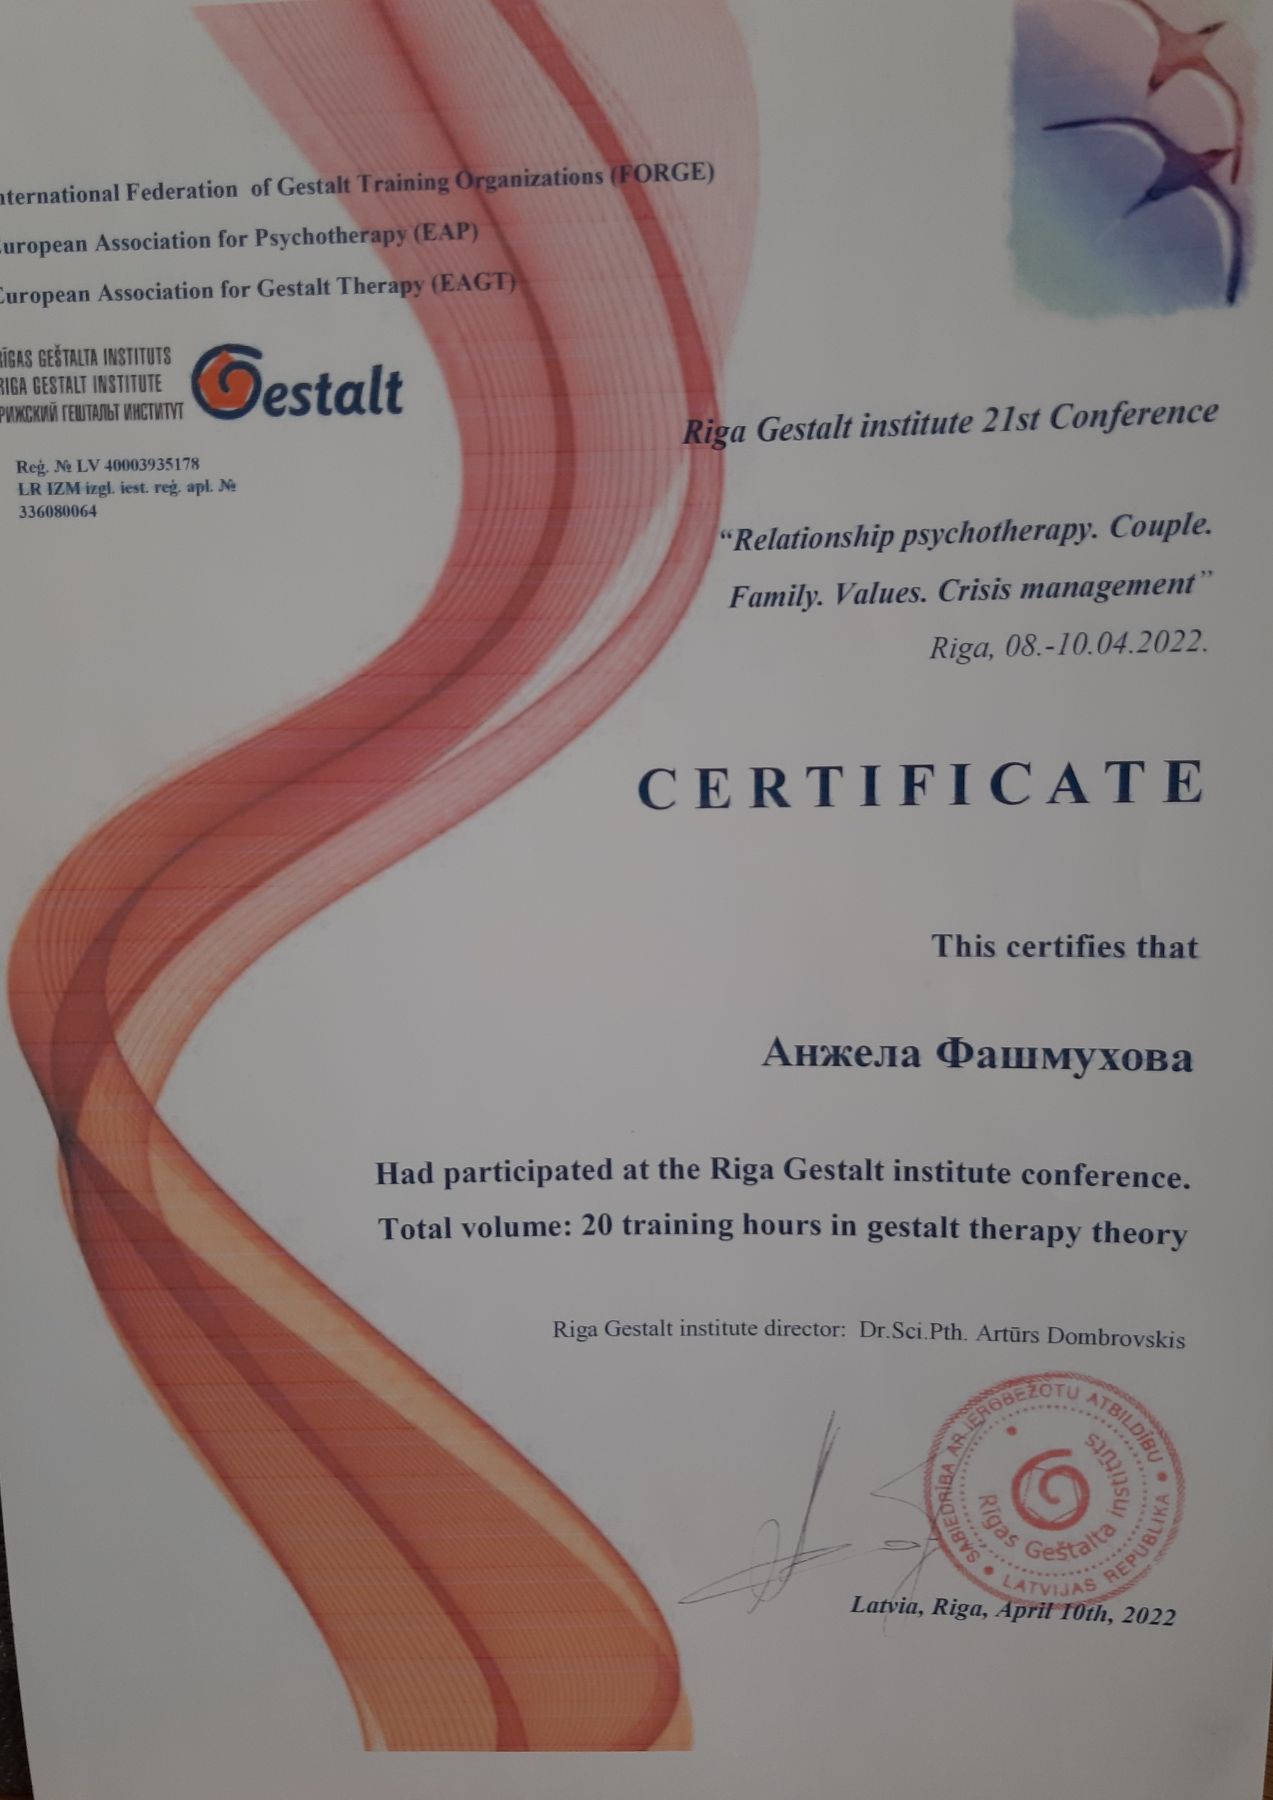 nternational Federation of Gestalt Training Organizations (FORGE)
uropean Association for Psychotherapy (EAP)
European Association for Gestalt Therapy (EAGT)
RĪGAS GEŠTALTA INSTITUTS
RIGA GESTALT INSTITUTE
РИЖСКИЙ ГЕШТАЛЬТ ИНСТИТУТ
Gestalt
Reģ. № LV 40003935178
LR IZM izgl. iest. reģ. apl. №
336080064
Riga Gestalt institute 21st Conference
“Relationship psychotherapy. Couple.
Family. Values. Crisis management”
Riga, 08.-10.04.2022.
CERTIFICATE
This certifies that
Анжела Фашмухова
Had participated at the Riga Gestalt institute conference.
Total volume: 20 training hours in gestalt therapy theory
Riga Gestalt institute director: Dr.Sci.Pth. Artūrs Dombrovskis
SABIEDRĪBA AR IEROBEŽOTU ATBILDĪBU • LATVIJAS REPUBLIKA •
Rīgas Geštalta instituts
Latvia, Riga, April 10th, 2022